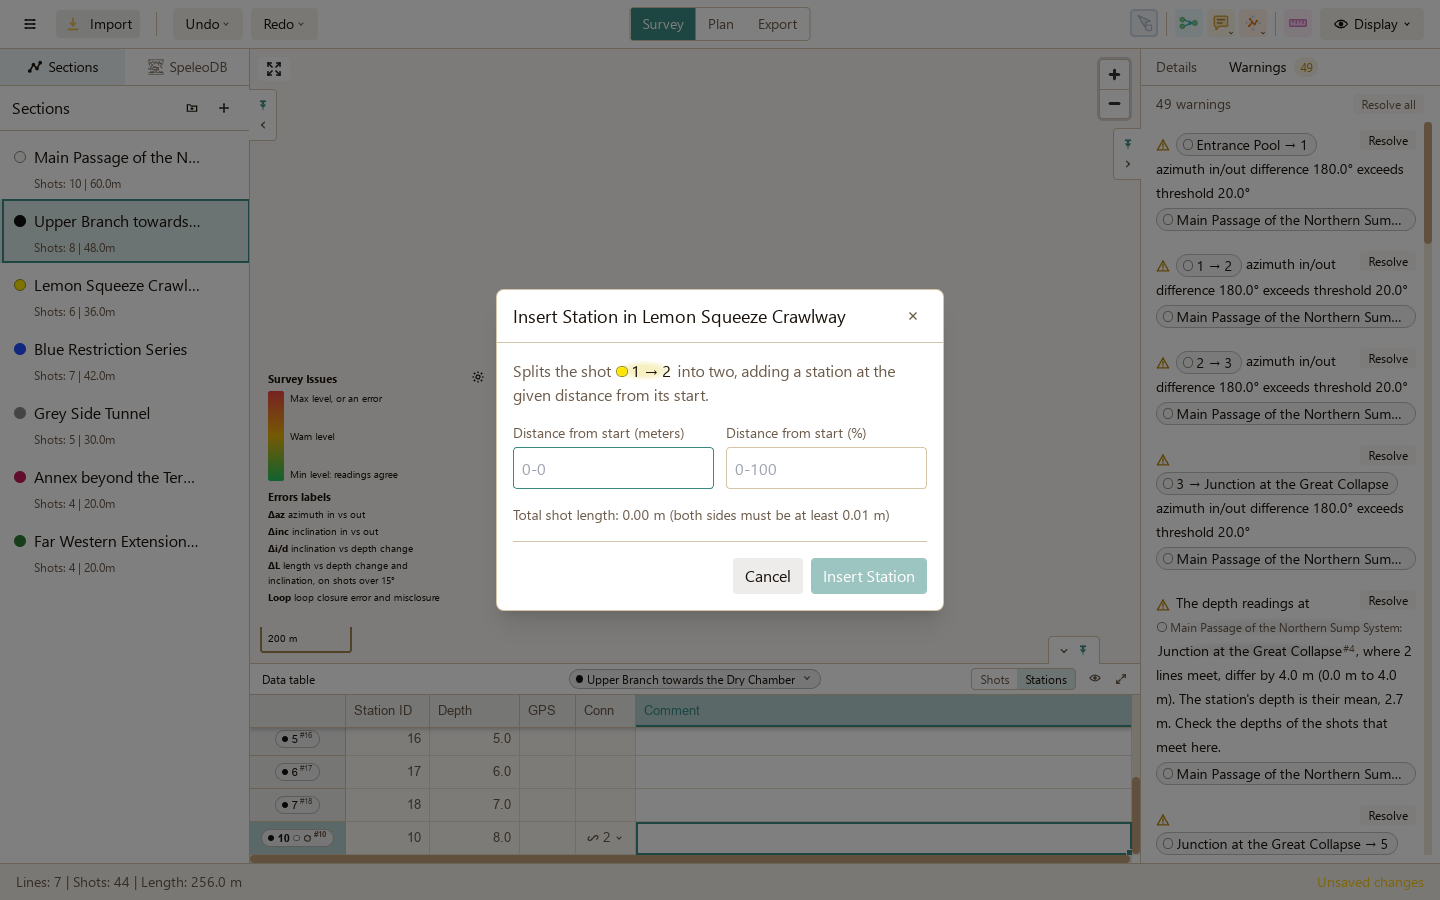 Import
Undo
Redo
Survey
Plan
Export
Display
Sections
SpeleoDB
Sections
Main Passage of the N...
Shots: 10 | 60.0m
Upper Branch towards...
Shots: 8 | 48.0m
Lemon Squeeze Crawl...
Shots: 6 | 36.0m
Blue Restriction Series
Shots: 7 | 42.0m
Grey Side Tunnel
Shots: 5 | 30.0m
Annex beyond the Ter...
Shots: 4 | 20.0m
Far Western Extension...
Shots: 4 | 20.0m
Survey Issues
Max level, or an error
Warn level
Min level: readings agree
Errors labels
Δaz azimuth in vs out
Δinc inclination in vs out
Δi/d inclination vs depth change
ΔL length vs depth change and
inclination, on shots over 15°
Loop loop closure error and misclosure
200 m
Insert Station in Lemon Squeeze Crawlway
Splits the shot 1 → 2 into two, adding a station at the
given distance from its start.
Distance from start (meters)
Distance from start (%)
0-0
0-100
Total shot length: 0.00 m (both sides must be at least 0.01 m)
Cancel
Insert Station
Data table
Upper Branch towards the Dry Chamber
Shots
Stations
Station ID
Depth
GPS
Conn
Comment
5 #16
16
5.0
6 #17
17
6.0
7 #18
18
7.0
10 #10
10
8.0
2
Details
Warnings
49
49 warnings
Resolve all
Entrance Pool → 1
Resolve
azimuth in/out difference 180.0° exceeds
threshold 20.0°
Main Passage of the Northern Sum...
1 → 2 azimuth in/out
Resolve
difference 180.0° exceeds threshold 20.0°
Main Passage of the Northern Sum...
2 → 3 azimuth in/out
Resolve
difference 180.0° exceeds threshold 20.0°
Main Passage of the Northern Sum...
Resolve
3 → Junction at the Great Collapse
azimuth in/out difference 180.0° exceeds
threshold 20.0°
Main Passage of the Northern Sum...
The depth readings at
Resolve
Main Passage of the Northern Sump System:
Junction at the Great Collapse#4, where 2
lines meet, differ by 4.0 m (0.0 m to 4.0
m). The station's depth is their mean, 2.7
m. Check the depths of the shots that
meet here.
Main Passage of the Northern Sum...
Resolve
Junction at the Great Collapse → 5
Lines: 7 | Shots: 44 | Length: 256.0 m
Unsaved changes